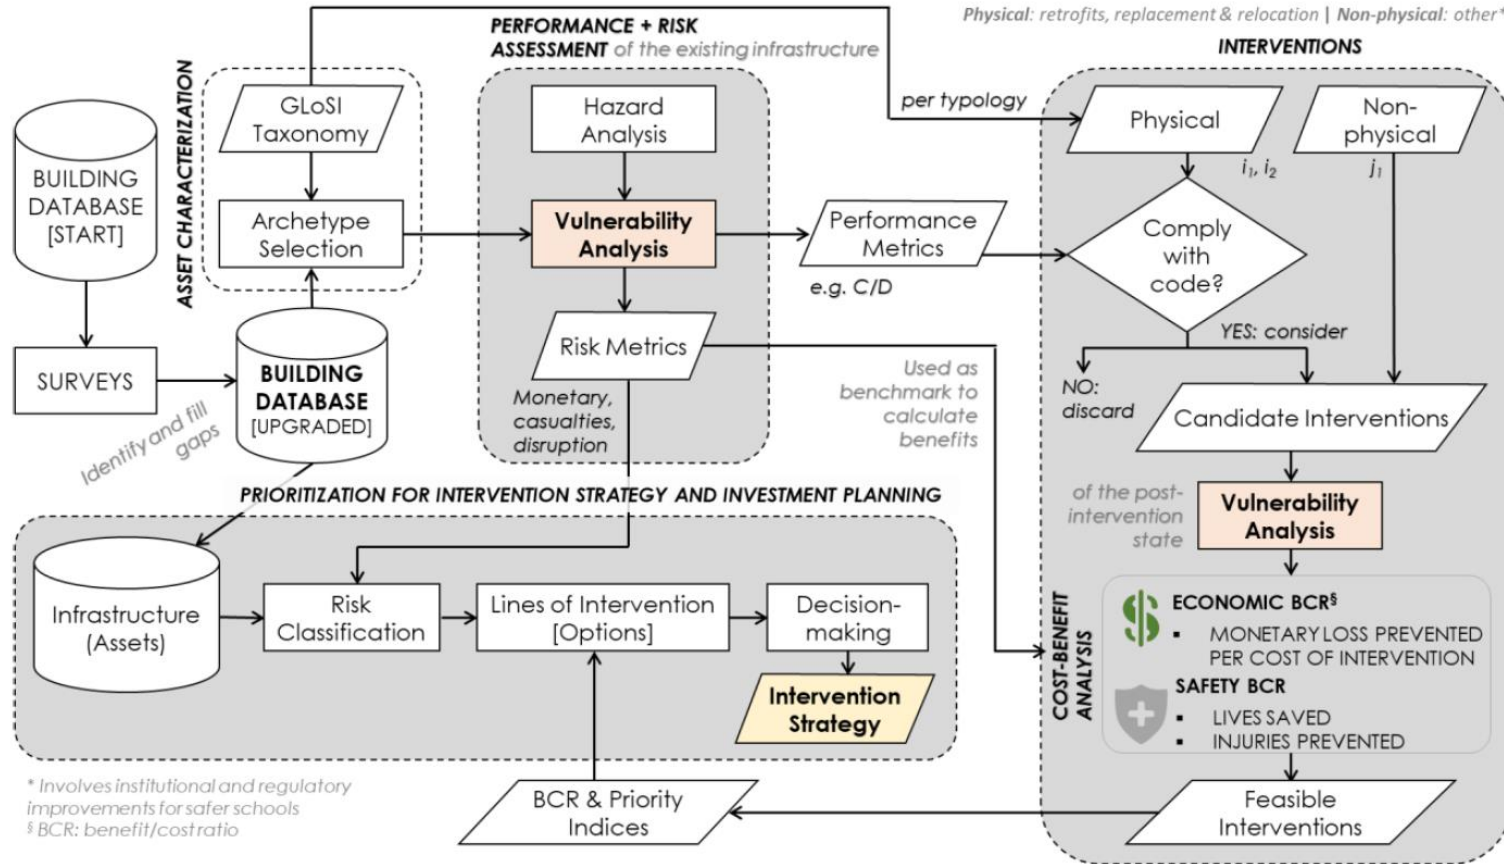 Physical: retrofits, replacement & relocation | Non-physical: other*
PERFORMANCE + RISK
ASSESSMENT of the existing infrastructure
INTERVENTIONS
ASSET CHARACTERIZATION
BUILDING
DATABASE
[START]
GLoSI
Taxonomy
Archetype
Selection
Hazard
Analysis
Vulnerability
Analysis
per typology
Physical
i1, i2
Non-
physical
j1
Performance
Metrics
e.g. C/D
Comply
with
code?
YES: consider
NO:
discard
Candidate Interventions
SURVEYS
Identify and fill
gaps
BUILDING
DATABASE
[UPGRADED]
Risk Metrics
Monetary,
casualties,
disruption
Used as
benchmark to
calculate
benefits
of the post-
intervention
state
Vulnerability
Analysis
PRIORITIZATION FOR INTERVENTION STRATEGY AND INVESTMENT PLANNING
Infrastructure
(Assets)
Risk
Classification
Lines of Intervention
[Options]
Decision-
making
Intervention
Strategy
COST-BENEFIT
ANALYSIS
$
ECONOMIC BCR§
▪ MONETARY LOSS PREVENTED
PER COST OF INTERVENTION
SAFETY BCR
▪ LIVES SAVED
▪ INJURIES PREVENTED
Feasible
Interventions
BCR & Priority
Indices
* Involves institutional and regulatory
improvements for safer schools
§ BCR: benefit/cost ratio